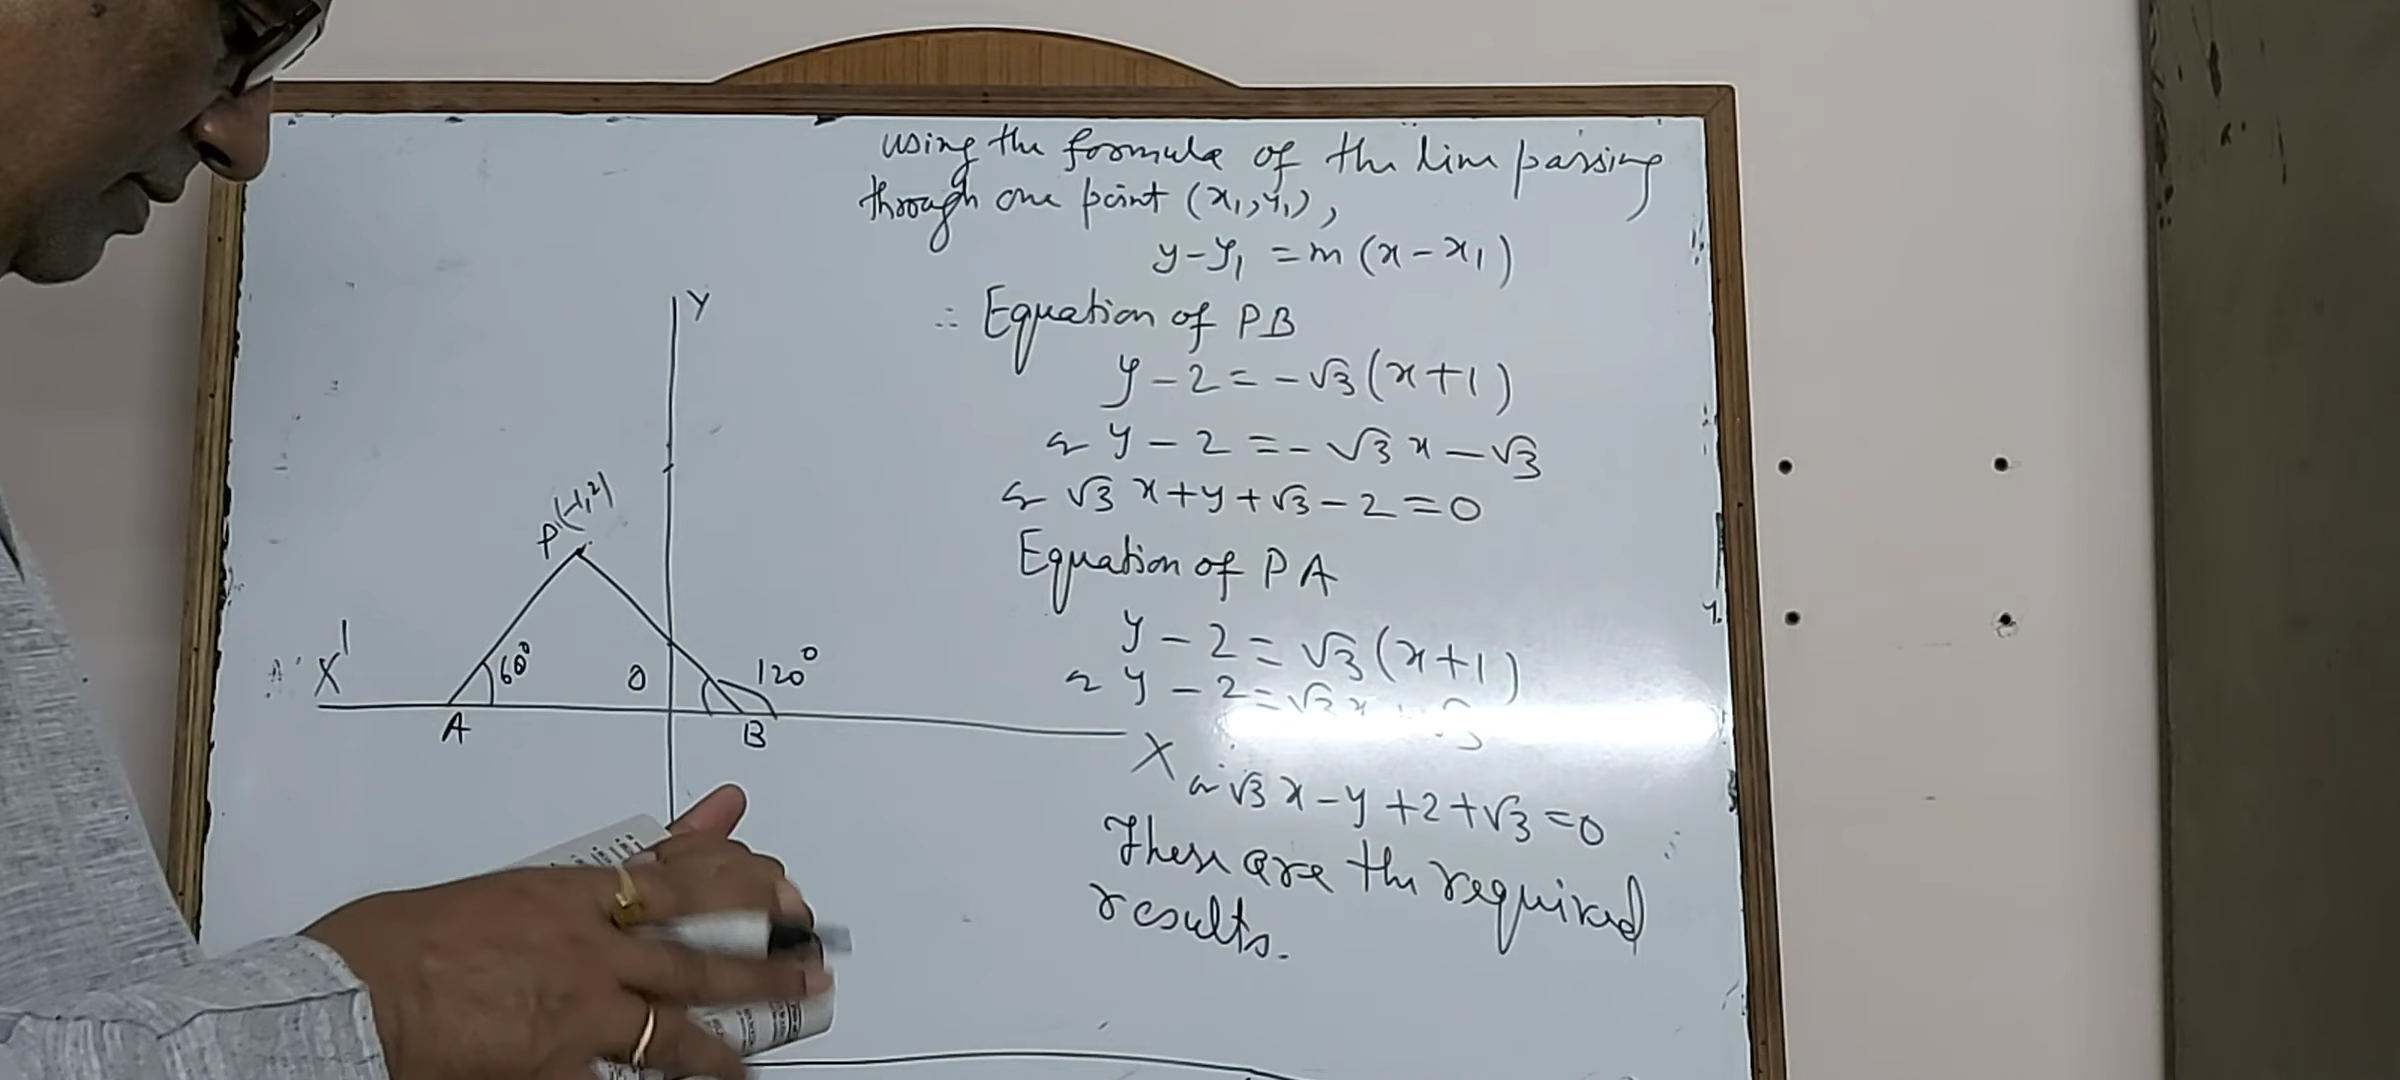 using the formula of the line passing
through one point (x₁,y₁),
y-y₁ = m (x-x₁)
∴ Equation of PB
y-2 = -√3 (x+1)
y-2 = -√3 x - √3
√3 x + y + √3 - 2 = 0
Equation of PA
y-2 = √3 (x+1)
y-2 = √3 x
√3 x - y + 2 + √3 = 0
These are the required
results.
Y
P (-1,2)
X'
60°
O
120°
A
B
X